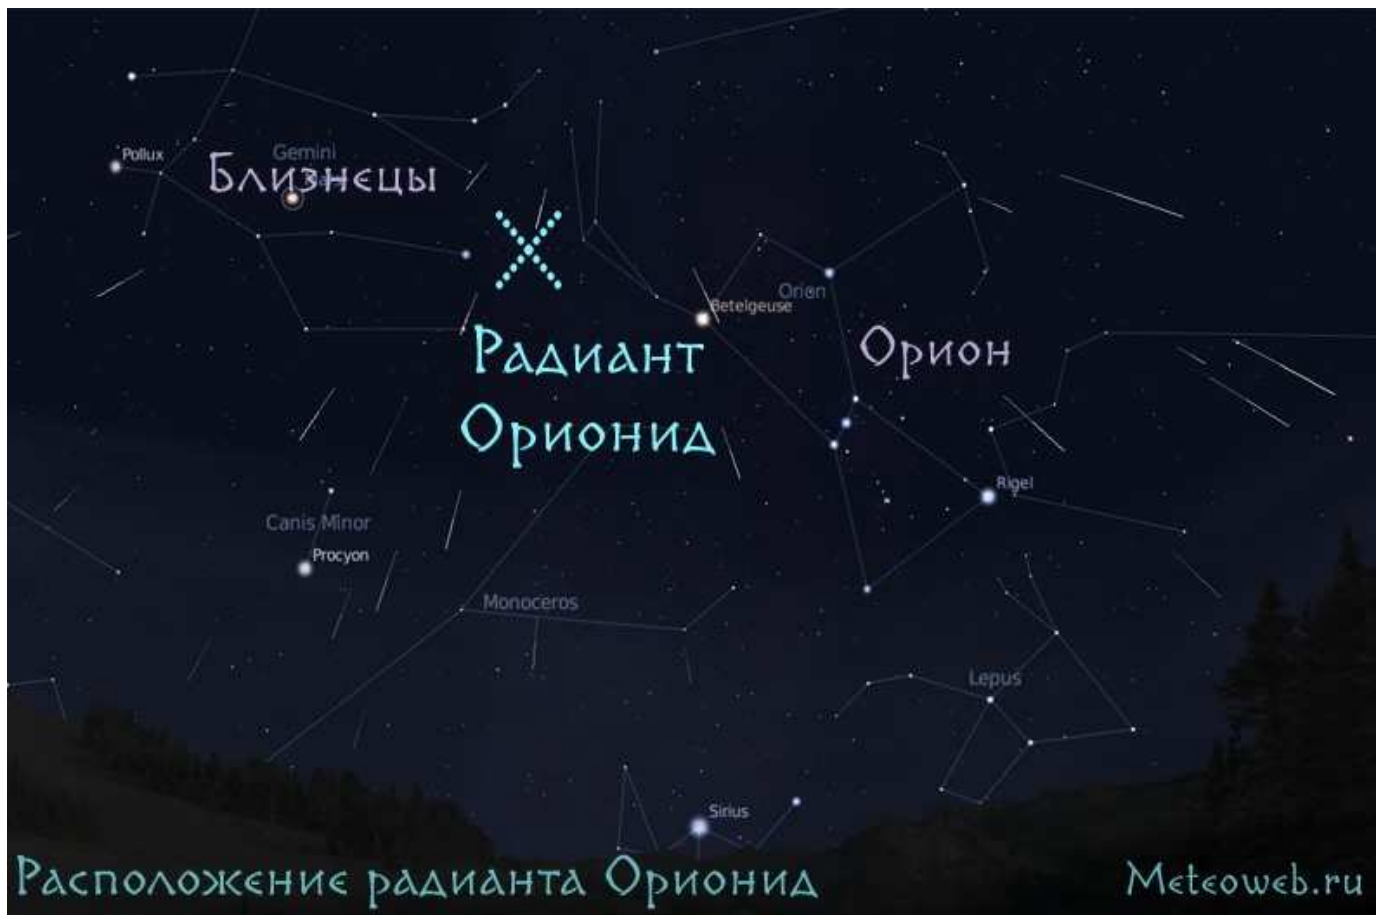 Pollux
Gemini
Близнецы
Orion
Betelgeuse
Радиант
Орионид
Орион
Rigel
Canis Minor
Procyon
Monoceros
Lepus
Sirius
Расположение радианта Орионид
Meteoweb.ru